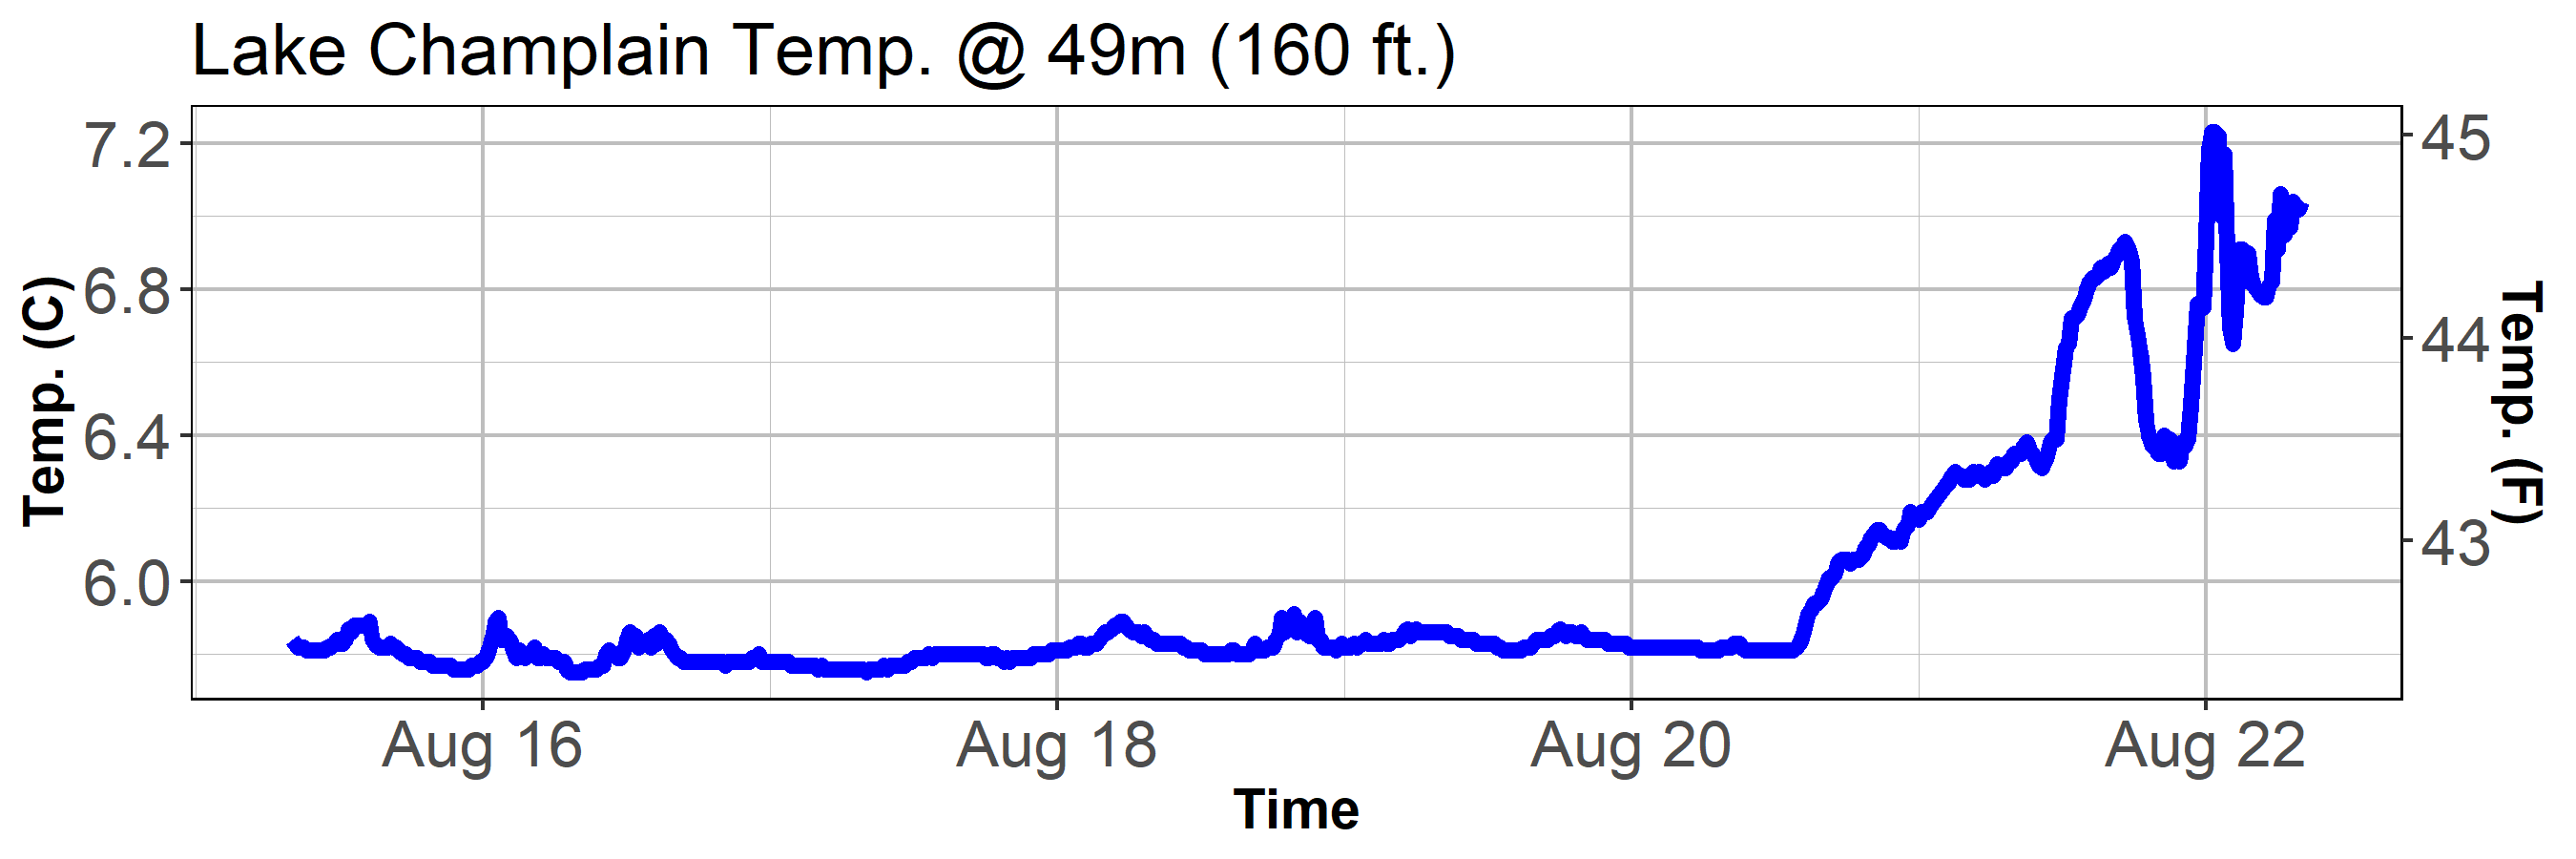 Lake Champlain Temp. @ 49m (160 ft.)
7.2
6.8
6.4
6.0
Temp. (C)
45
44
43
Temp. (F)
Aug 16 Aug 18 Aug 20 Aug 22
Time